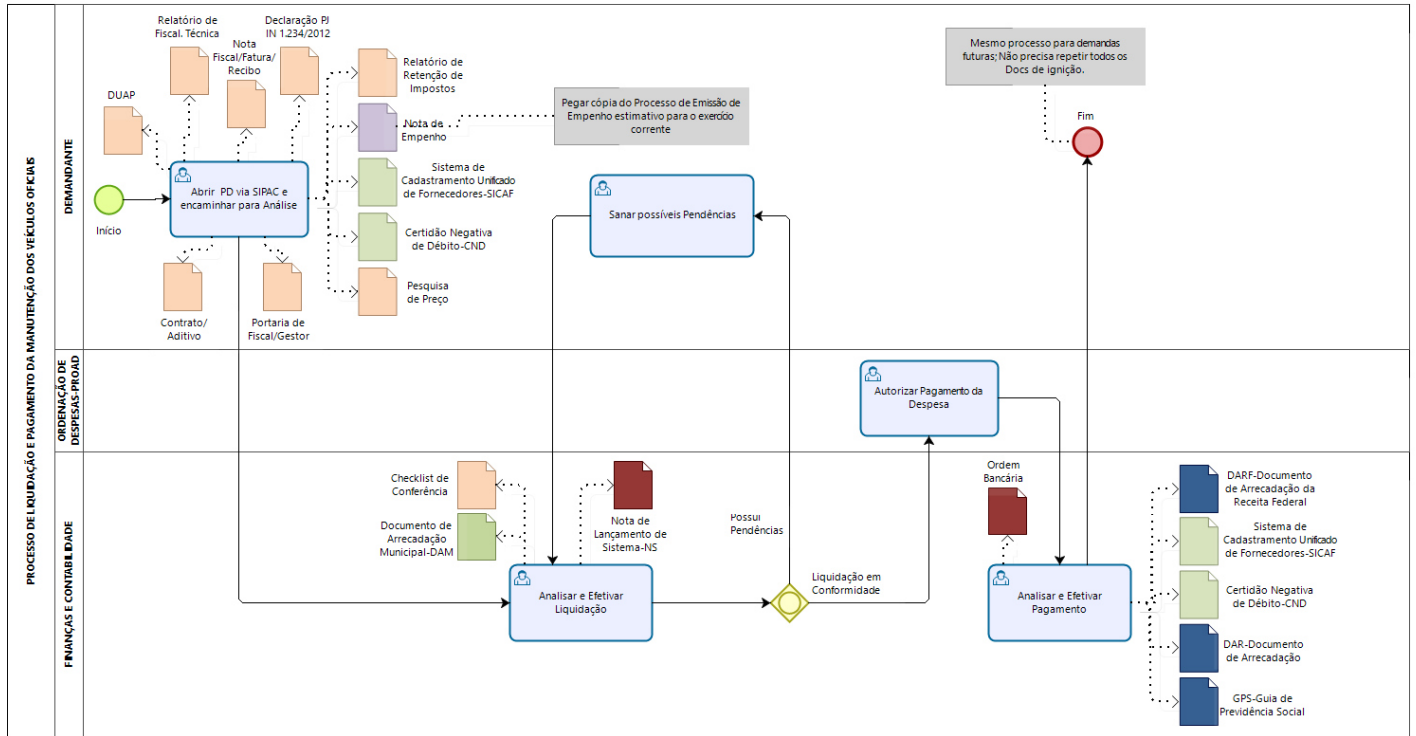 PROCESSO DE LIQUIDAÇÃO E PAGAMENTO DA MANUTENÇÃO DOS VEÍCULOS OFICIAIS
DEMANDANTE
Relatório de
Fiscal. Técnica
Nota
Fiscal/Fatura/
Recibo
Declaração PJ
IN 1.234/2012
DUAP
Início
Abrir PD via SIPAC e
encaminhar para Análise
Contrato/
Aditivo
Portaria de
Fiscal/Gestor
Relatório de
Retenção de
Impostos
Nota de
Empenho
Sistema de
Cadastramento Unificado
de Fornecedores-SICAF
Certidão Negativa
de Débito-CND
Pesquisa
de Preço
Pegar cópia do Processo de Emissão de
Empenho estimativo para o exercício
corrente
Sanar possíveis Pendências
Mesmo processo para demandas
futuras; Não precisa repetir todos os
Docs de ignição.
Fim
ORDENAÇÃO DE
DESPESAS-PROAD
Autorizar Pagamento da
Despesa
FINANÇAS E CONTABILIDADE
Checklist de
Conferência
Documento de
Arrecadação
Municipal-DAM
Nota de
Lançamento de
Sistema-NS
Analisar e Efetivar
Liquidação
Possui
Pendências
Liquidação em
Conformidade
Ordem
Bancária
Analisar e Efetivar
Pagamento
DARF-Documento
de Arrecadação da
Receita Federal
Sistema de
Cadastramento Unificado
de Fornecedores-SICAF
Certidão Negativa
de Débito-CND
DAR-Documento
de Arrecadação
GPS-Guia de
Previdência Social